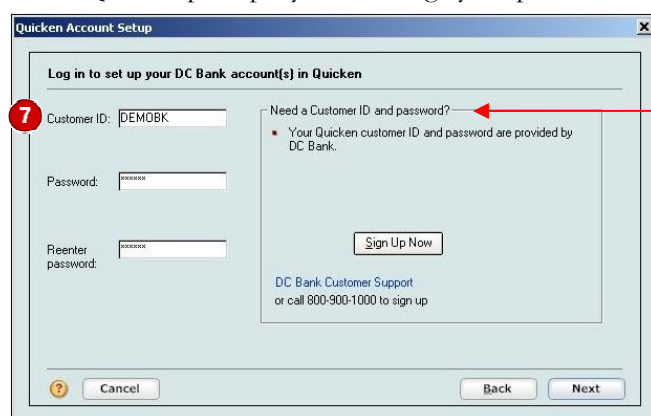 Quicken Account Setup
Log in to set up your DC Bank account(s) in Quicken
7
Customer ID: DEMOBK
Password: ××××××
Reenter password: ××××××
Need a Customer ID and password?
Your Quicken customer ID and password are provided by
DC Bank.
Sign Up Now
DC Bank Customer Support
or call 800-900-1000 to sign up
?
Cancel
Back
Next